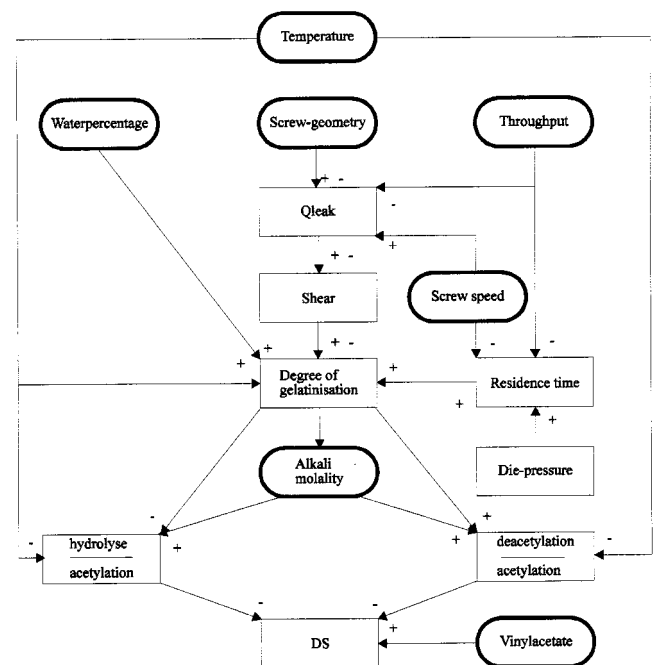 Temperature
Waterpercentage
Screw-geometry
Throughput
+ -
Qleak
-
+
+ -
Shear
Screw speed
+ -
- -
+ +
Degree of
gelatinisation
+
+
Residence time
+
Alkali
molality
Die-pressure
- +
- hydrolyse
acetylation
+
+ deacetylation
acetylation
-
- -
DS
+
Vinylacetate